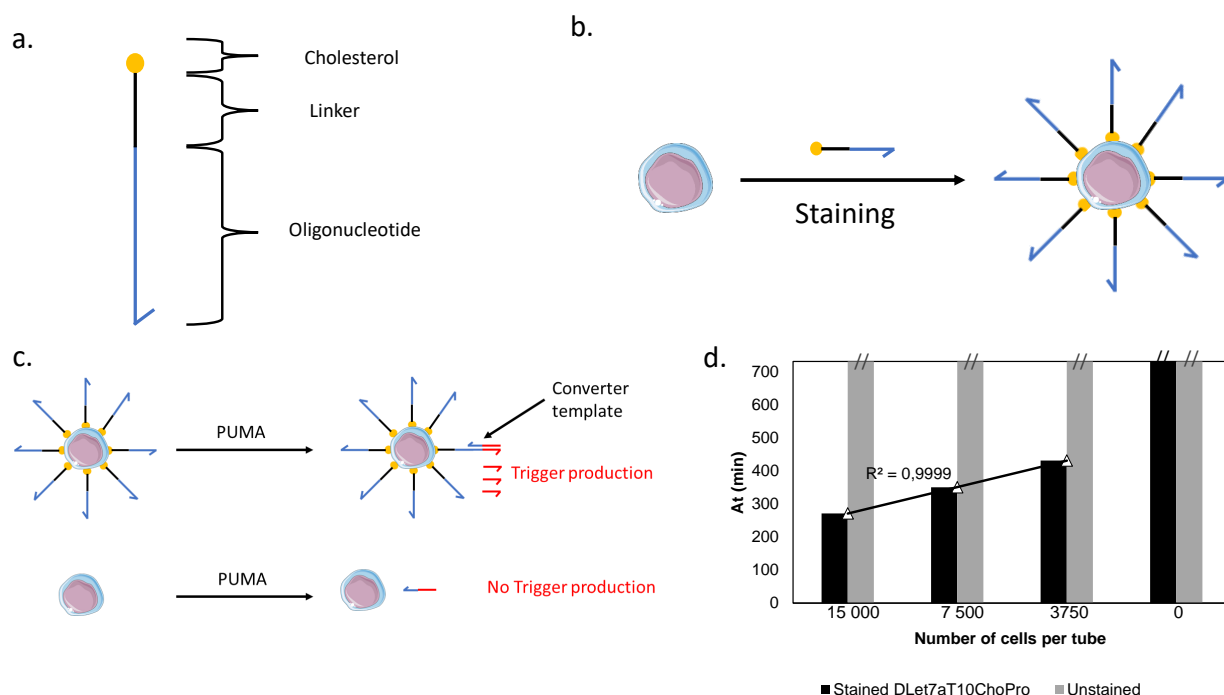 a.
Cholesterol
Linker
Oligonucleotide
b.
Staining
c.
PUMA
Converter
template
Trigger production
PUMA
No Trigger production
d.
700
600
500
400
300
200
100
0
At (min)
R² = 0,9999
15 000 7 500 3750 0
Number of cells per tube
Stained DLet7aT10ChoPro Unstained